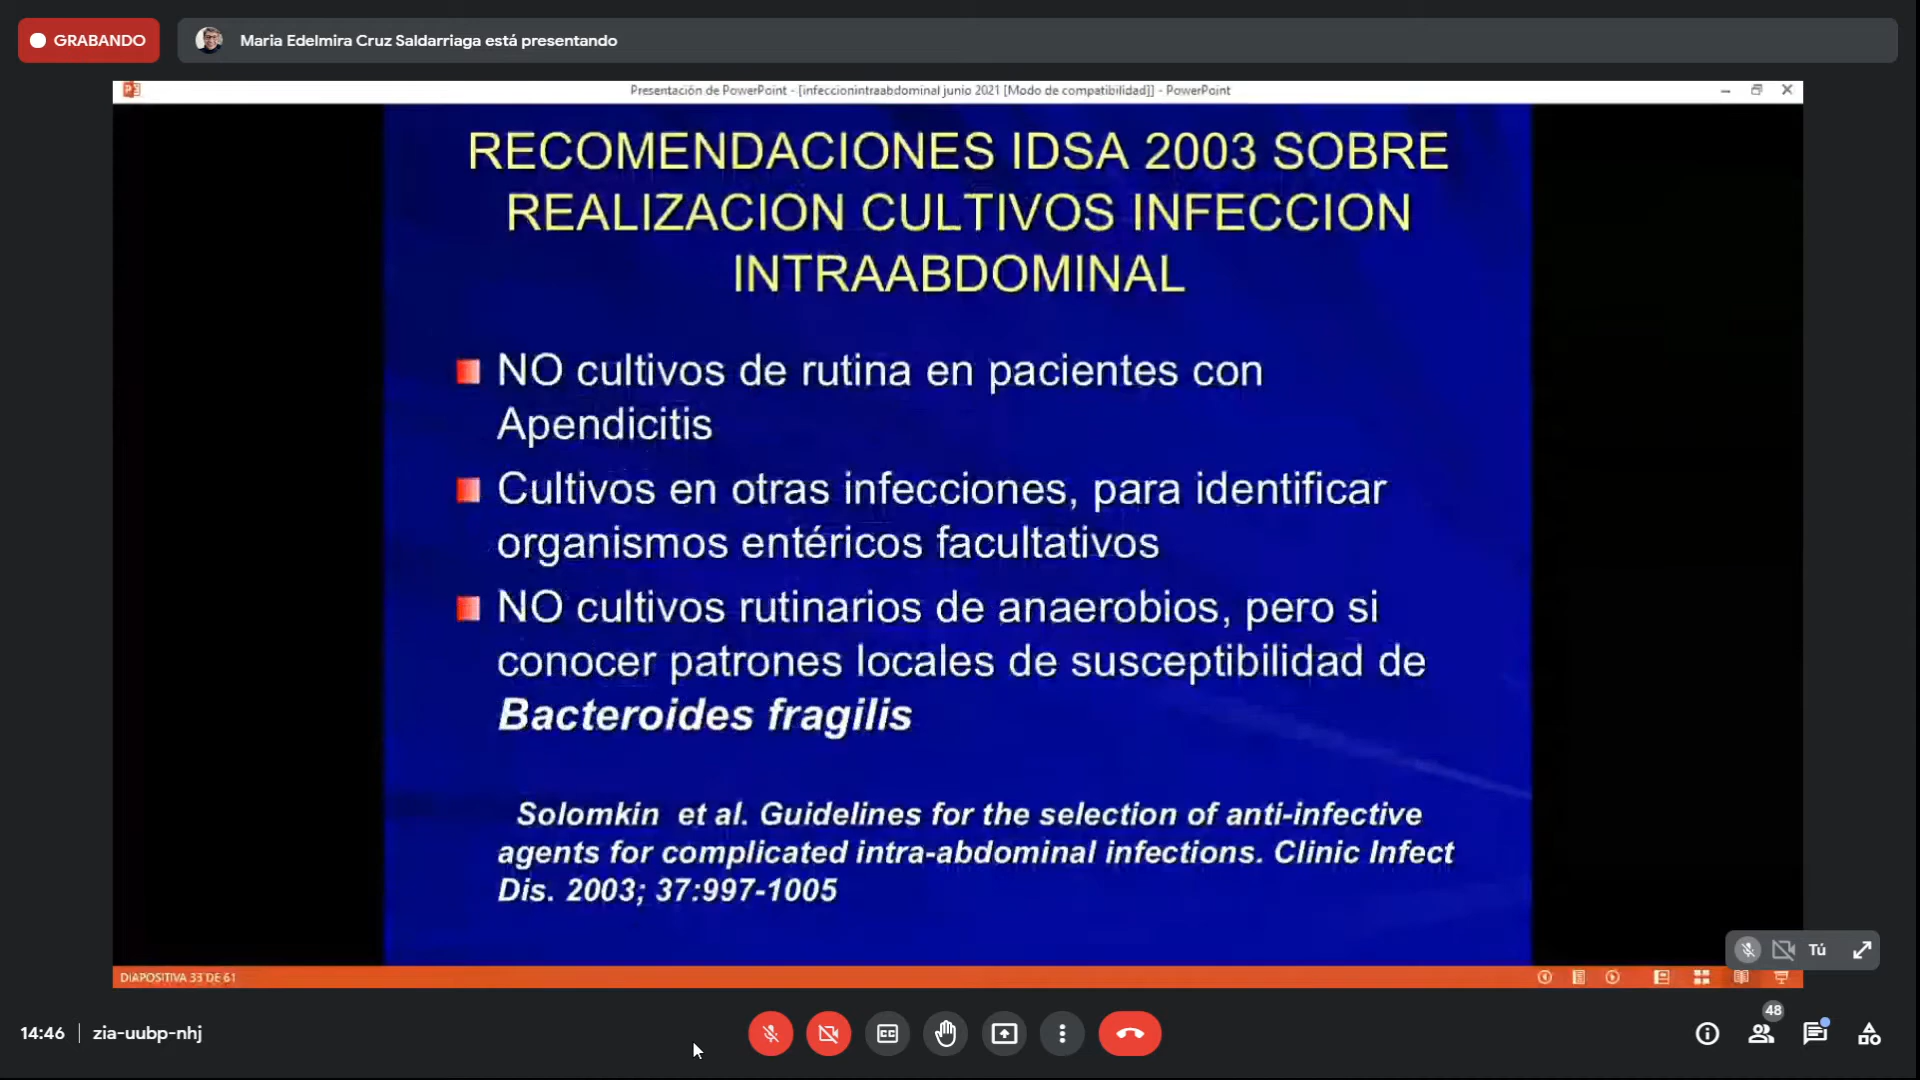 GRABANDO
Maria Edelmira Cruz Saldarriaga está presentando
Presentación de PowerPoint - [infeccionintraabdominal junio 2021 [Modo de compatibilidad]] - PowerPoint
RECOMENDACIONES IDSA 2003 SOBRE
REALIZACION CULTIVOS INFECCION
INTRAABDOMINAL
NO cultivos de rutina en pacientes con
Apendicitis
Cultivos en otras infecciones, para identificar
organismos entéricos facultativos
NO cultivos rutinarios de anaerobios, pero si
conocer patrones locales de susceptibilidad de
Bacteroides fragilis
Solomkin et al. Guidelines for the selection of anti-infective
agents for complicated intra-abdominal infections. Clinic Infect
Dis. 2003; 37:997-1005
Tú
DIAPOSITIVA 33 DE 61
48
14:46 | zia-uubp-nhj
CC